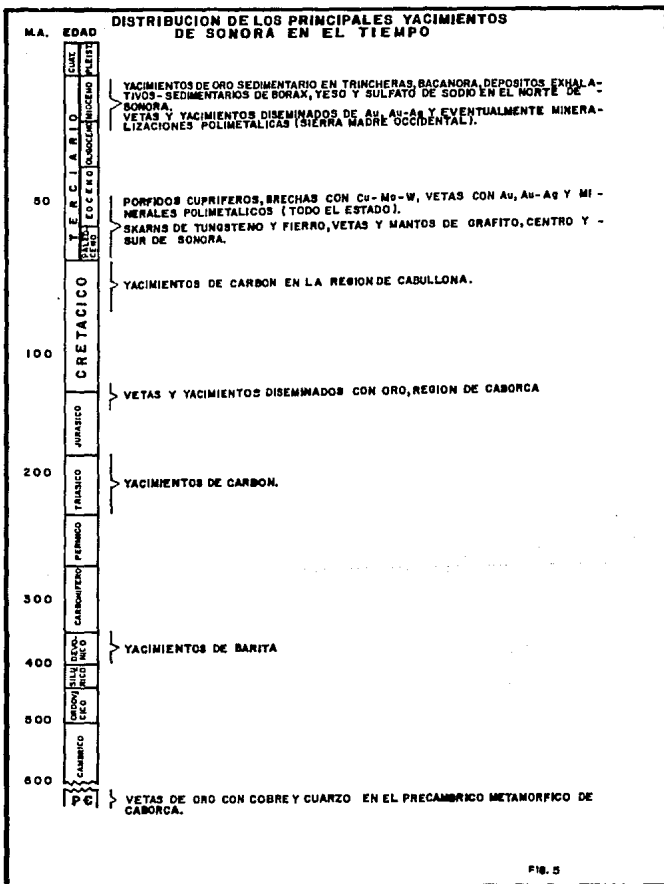 DISTRIBUCION DE LOS PRINCIPALES YACIMIENTOS
DE SONORA EN EL TIEMPO
M.A. EDAD
CUAT. PLEIST.
TERCIARIO
MIOCENO
OLIGOCENO
EOCENO
PALEO-
CENO
YACIMIENTOS DE ORO SEDIMENTARIO EN TRINCHERAS, BACANORA, DEPOSITOS EXHALA-
TIVOS-SEDIMENTARIOS DE BORAX, YESO Y SULFATO DE SODIO EN EL NORTE DE -
SONORA.
VETAS Y YACIMIENTOS DISEMINADOS DE Au, Au-Ag Y EVENTUALMENTE MINERA-
LIZACIONES POLIMETALICAS (SIERRA MADRE OCCIDENTAL).
50
PORFIDOS CUPRIFEROS, BRECHAS CON Cu-Mo-W, VETAS CON Au, Au-Ag Y MI-
NERALES POLIMETALICOS (TODO EL ESTADO).
SKARNS DE TUNGSTENO Y FIERRO, VETAS Y MANTOS DE GRAFITO, CENTRO Y -
SUR DE SONORA.
CRETACICO
YACIMIENTOS DE CARBON EN LA REGION DE CABULLONA.
100
VETAS Y YACIMIENTOS DISEMINADOS CON ORO, REGION DE CABORCA
JURASICO
200
TRIASICO
YACIMIENTOS DE CARBON.
PERMICO
300
CARBONIFERO
DEVO-
NICO
YACIMIENTOS DE BARITA
400
SILU-
RICO
ORDOVI
CICO
500
CAMBRICO
600
PC
VETAS DE ORO CON COBRE Y CUARZO EN EL PRECAMBRICO METAMORFICO DE
CABORCA.
FIG. 5